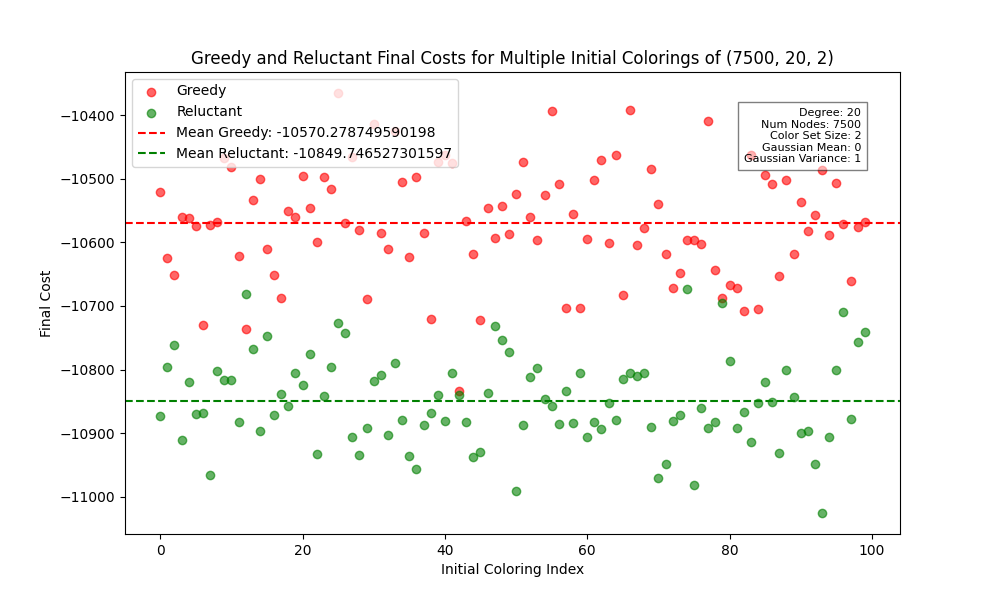 Greedy and Reluctant Final Costs for Multiple Initial Colorings of (7500, 20, 2)
Greedy
Reluctant
Mean Greedy: -10570.278749590198
Mean Reluctant: -10849.746527301597
Degree: 20
Num Nodes: 7500
Color Set Size: 2
Gaussian Mean: 0
Gaussian Variance: 1
Final Cost
−10400
−10500
−10600
−10700
−10800
−10900
−11000
0 20 40 60 80 100
Initial Coloring Index